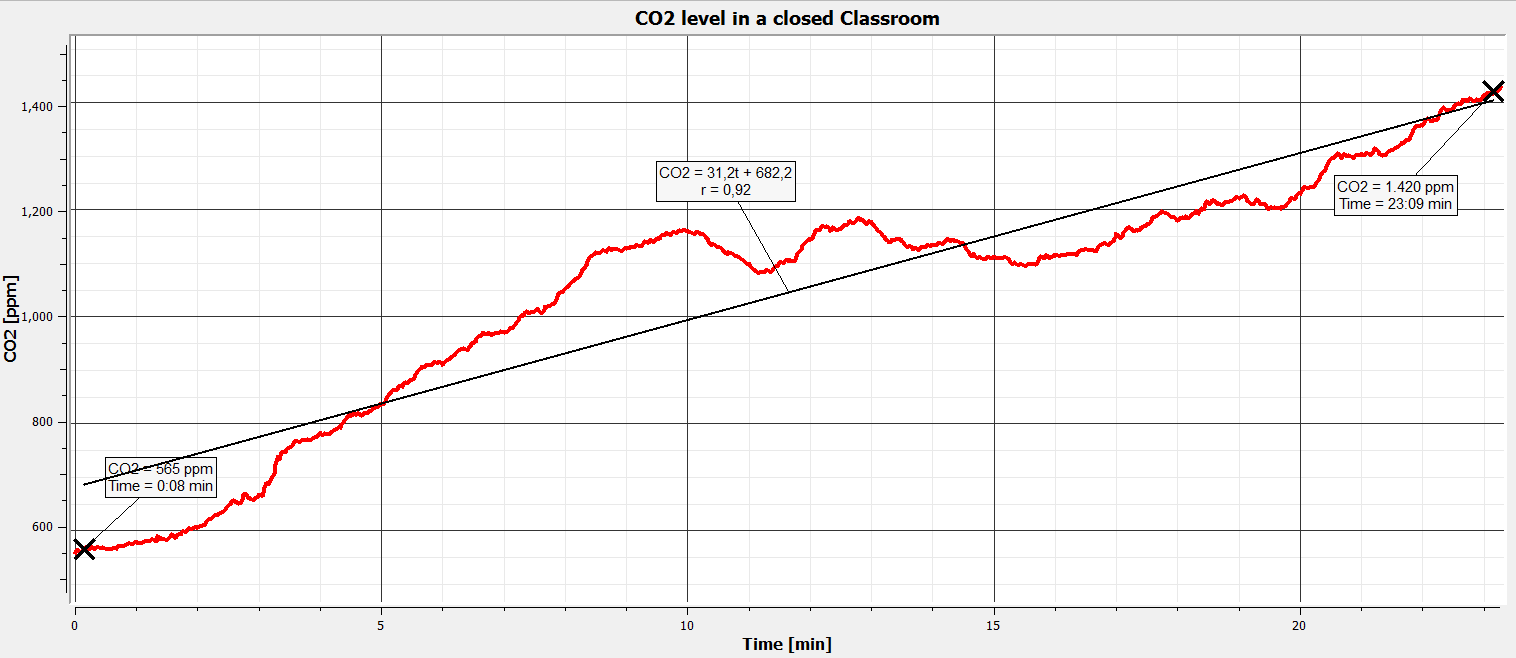 CO2 level in a closed Classroom
CO2 [ppm]
1,400
1,200
1,000
800
600
CO2 = 31,2t + 682,2
r = 0,92
CO2 = 1.420 ppm
Time = 23:09 min
CO2 = 565 ppm
Time = 0:08 min
0
5
10
15
20
Time [min]